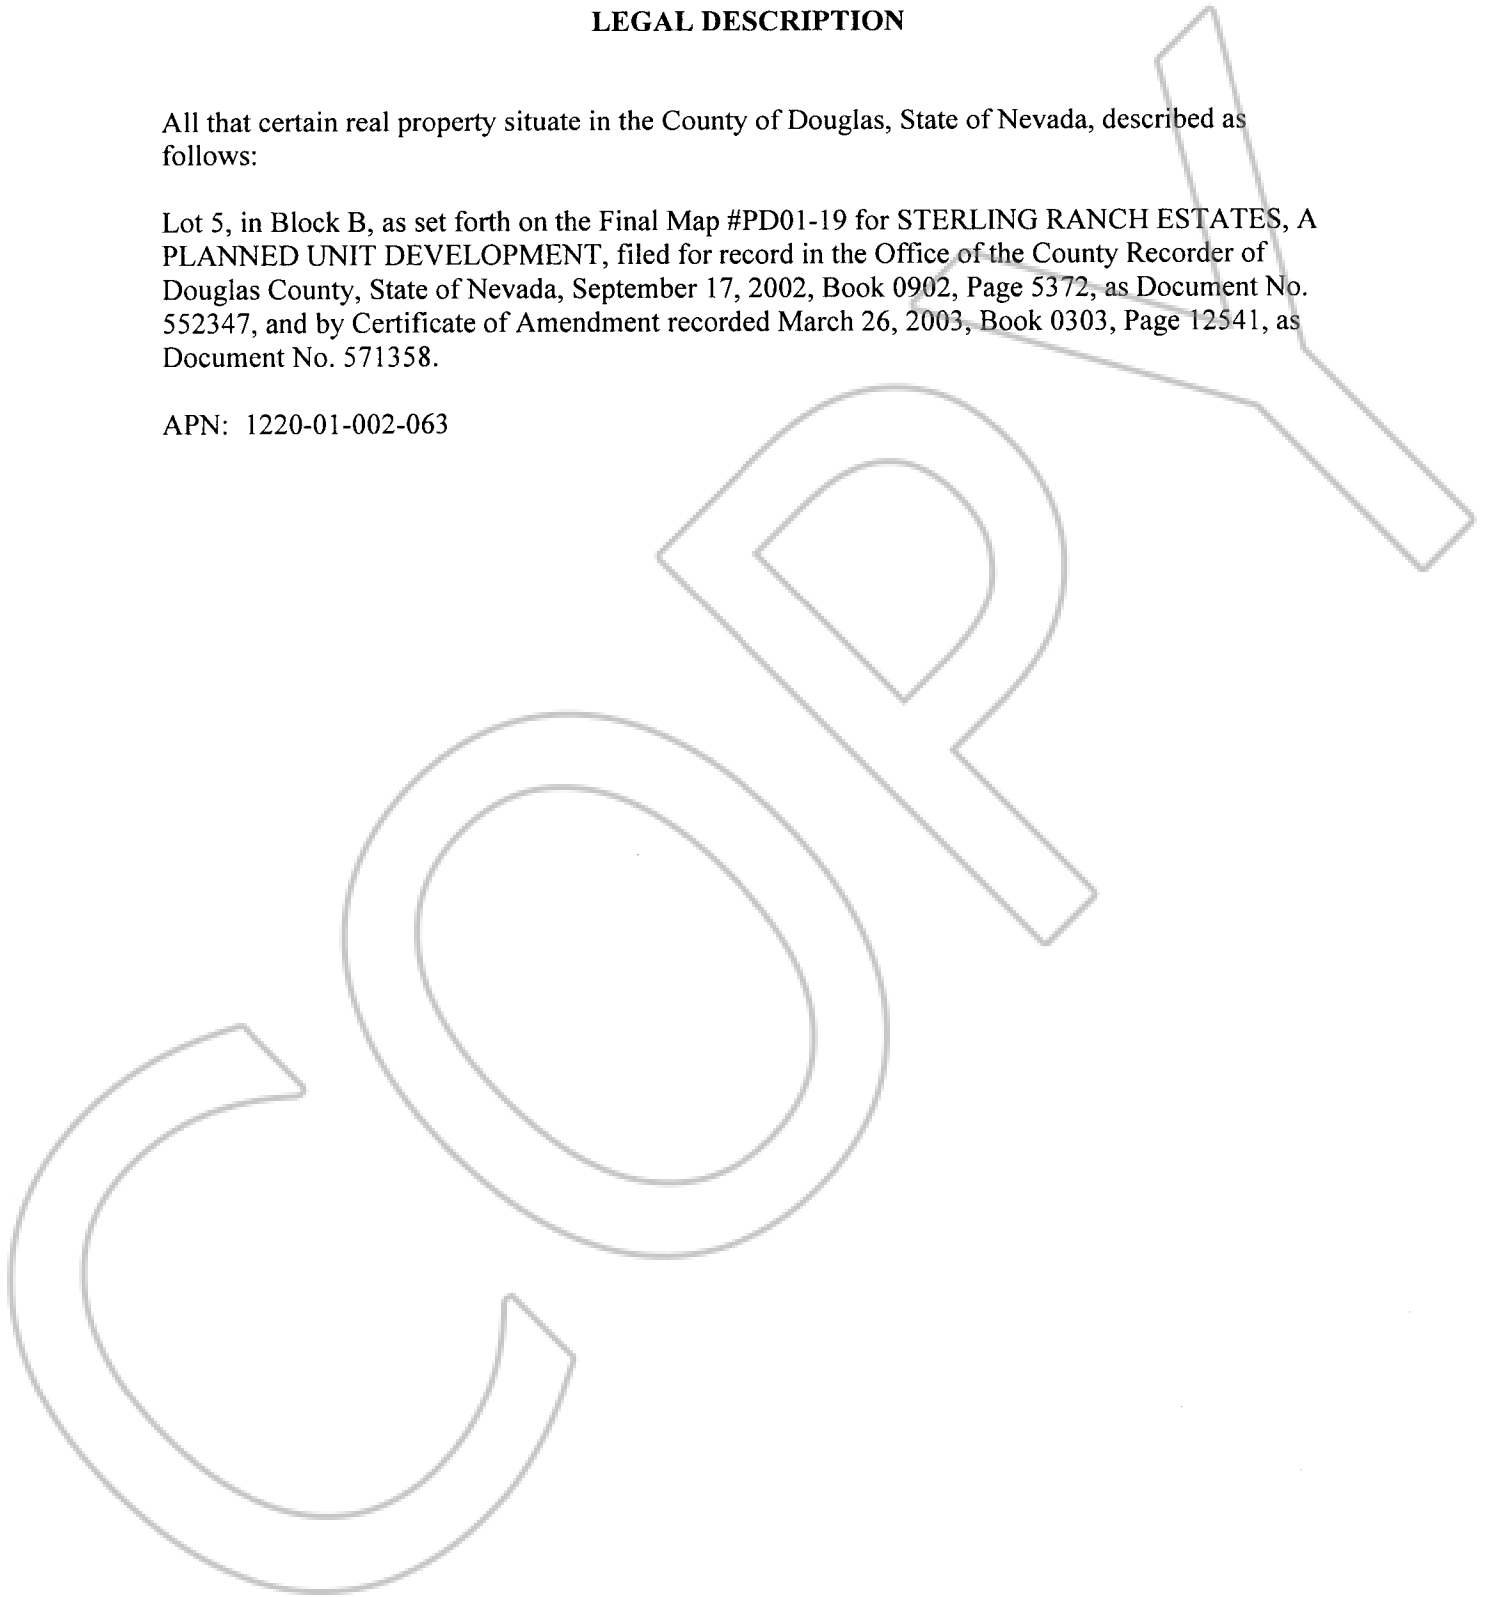 LEGAL DESCRIPTION
All that certain real property situate in the County of Douglas, State of Nevada, described as
follows:
Lot 5, in Block B, as set forth on the Final Map #PD01-19 for STERLING RANCH ESTATES, A
PLANNED UNIT DEVELOPMENT, filed for record in the Office of the County Recorder of
Douglas County, State of Nevada, September 17, 2002, Book 0902, Page 5372, as Document No.
552347, and by Certificate of Amendment recorded March 26, 2003, Book 0303, Page 12541, as
Document No. 571358.
APN: 1220-01-002-063
COPY